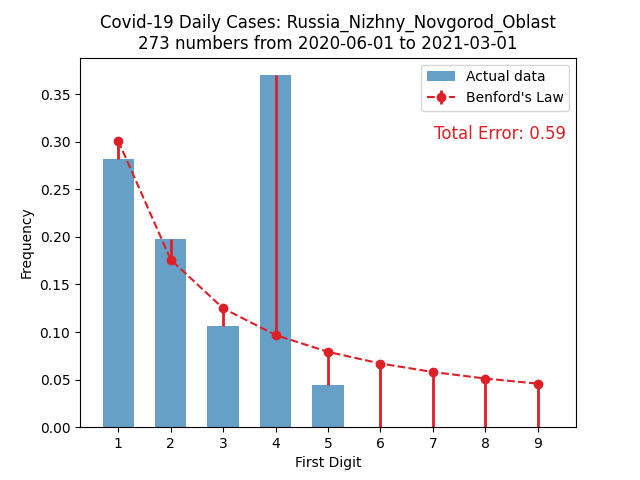 Covid-19 Daily Cases: Russia_Nizhny_Novgorod_Oblast
273 numbers from 2020-06-01 to 2021-03-01
Actual data
Benford's Law
Total Error: 0.59
Frequency
0.35
0.30
0.25
0.20
0.15
0.10
0.05
0.00
1 2 3 4 5 6 7 8 9
First Digit